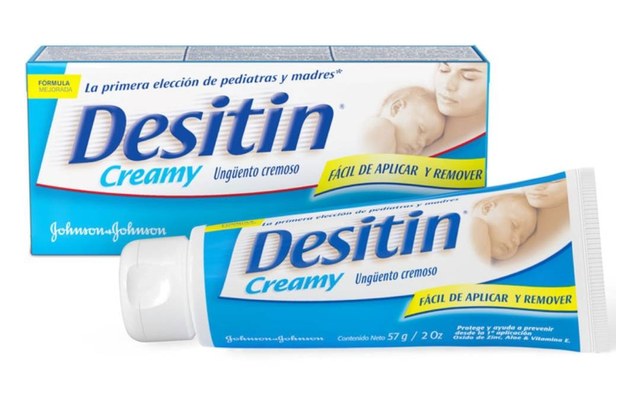 FÓRMULA
MEJORADA
La primera elección de pediatras y madres*
Desitin®
Creamy Ungüento cremoso
FÁCIL DE APLICAR Y REMOVER
Johnson & Johnson
La primera elección de pediatras y madres
Desitin®
Creamy Ungüento cremoso
FÁCIL DE APLICAR Y REMOVER
Johnson & Johnson
Contenido Neto 57 g / 2 Oz
Protege y ayuda a prevenir
desde la 1ª aplicación
Oxido de Zinc, Aloe & Vitamina E.